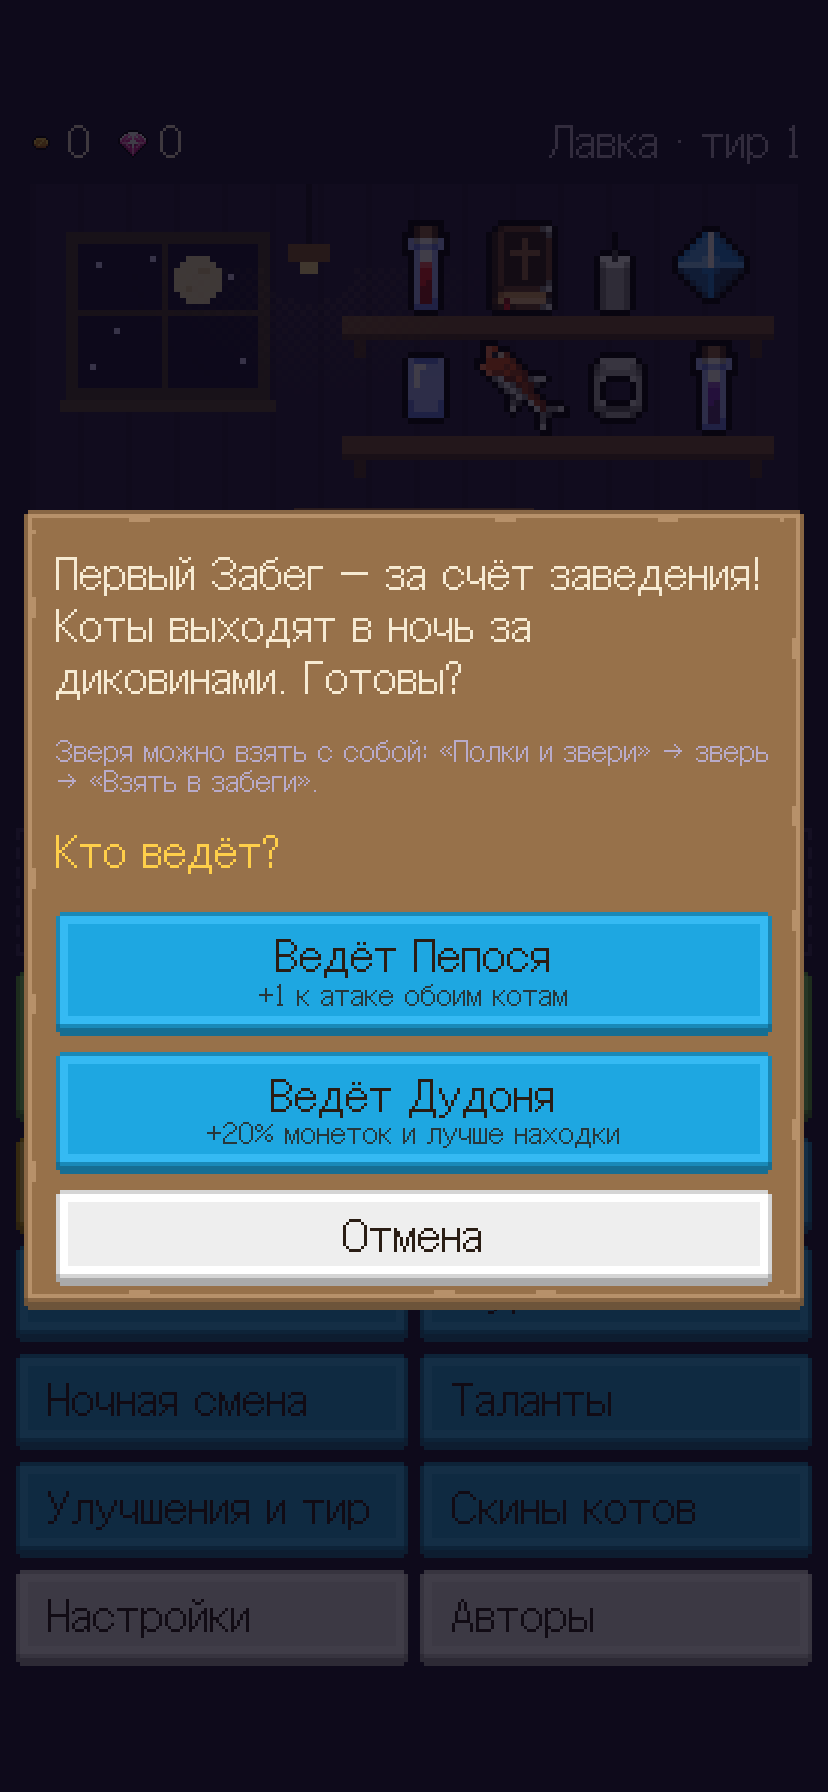 0 0 Лавка · тир 1
Первый Забег — за счёт заведения!
Коты выходят в ночь за
диковинами. Готовы?
Зверя можно взять с собой: «Полки и звери» → зверь
→ «Взять в забеги».
Кто ведёт?
Ведёт Пепося
+1 к атаке обоим котам
Ведёт Дудоня
+20% монеток и лучше находки
Отмена
Ночная смена
Таланты
Улучшения и тир
Скины котов
Настройки
Авторы